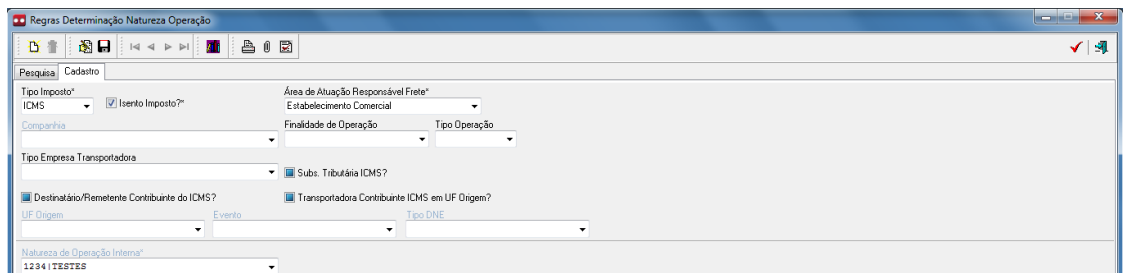 Regras Determinação Natureza Operação
Pesquisa Cadastro
Tipo Imposto* Área de Atuação Responsável Frete*
ICMS Isento Imposto?* Estabelecimento Comercial
Companhia Finalidade de Operação Tipo Operação
Tipo Empresa Transportadora
Subs. Tributária ICMS?
Destinatário/Remetente Contribuinte do ICMS? Transportadora Contribuinte ICMS em UF Origem?
UF Origem Evento Tipo DNE
Natureza de Operação Interna*
1234|TESTES